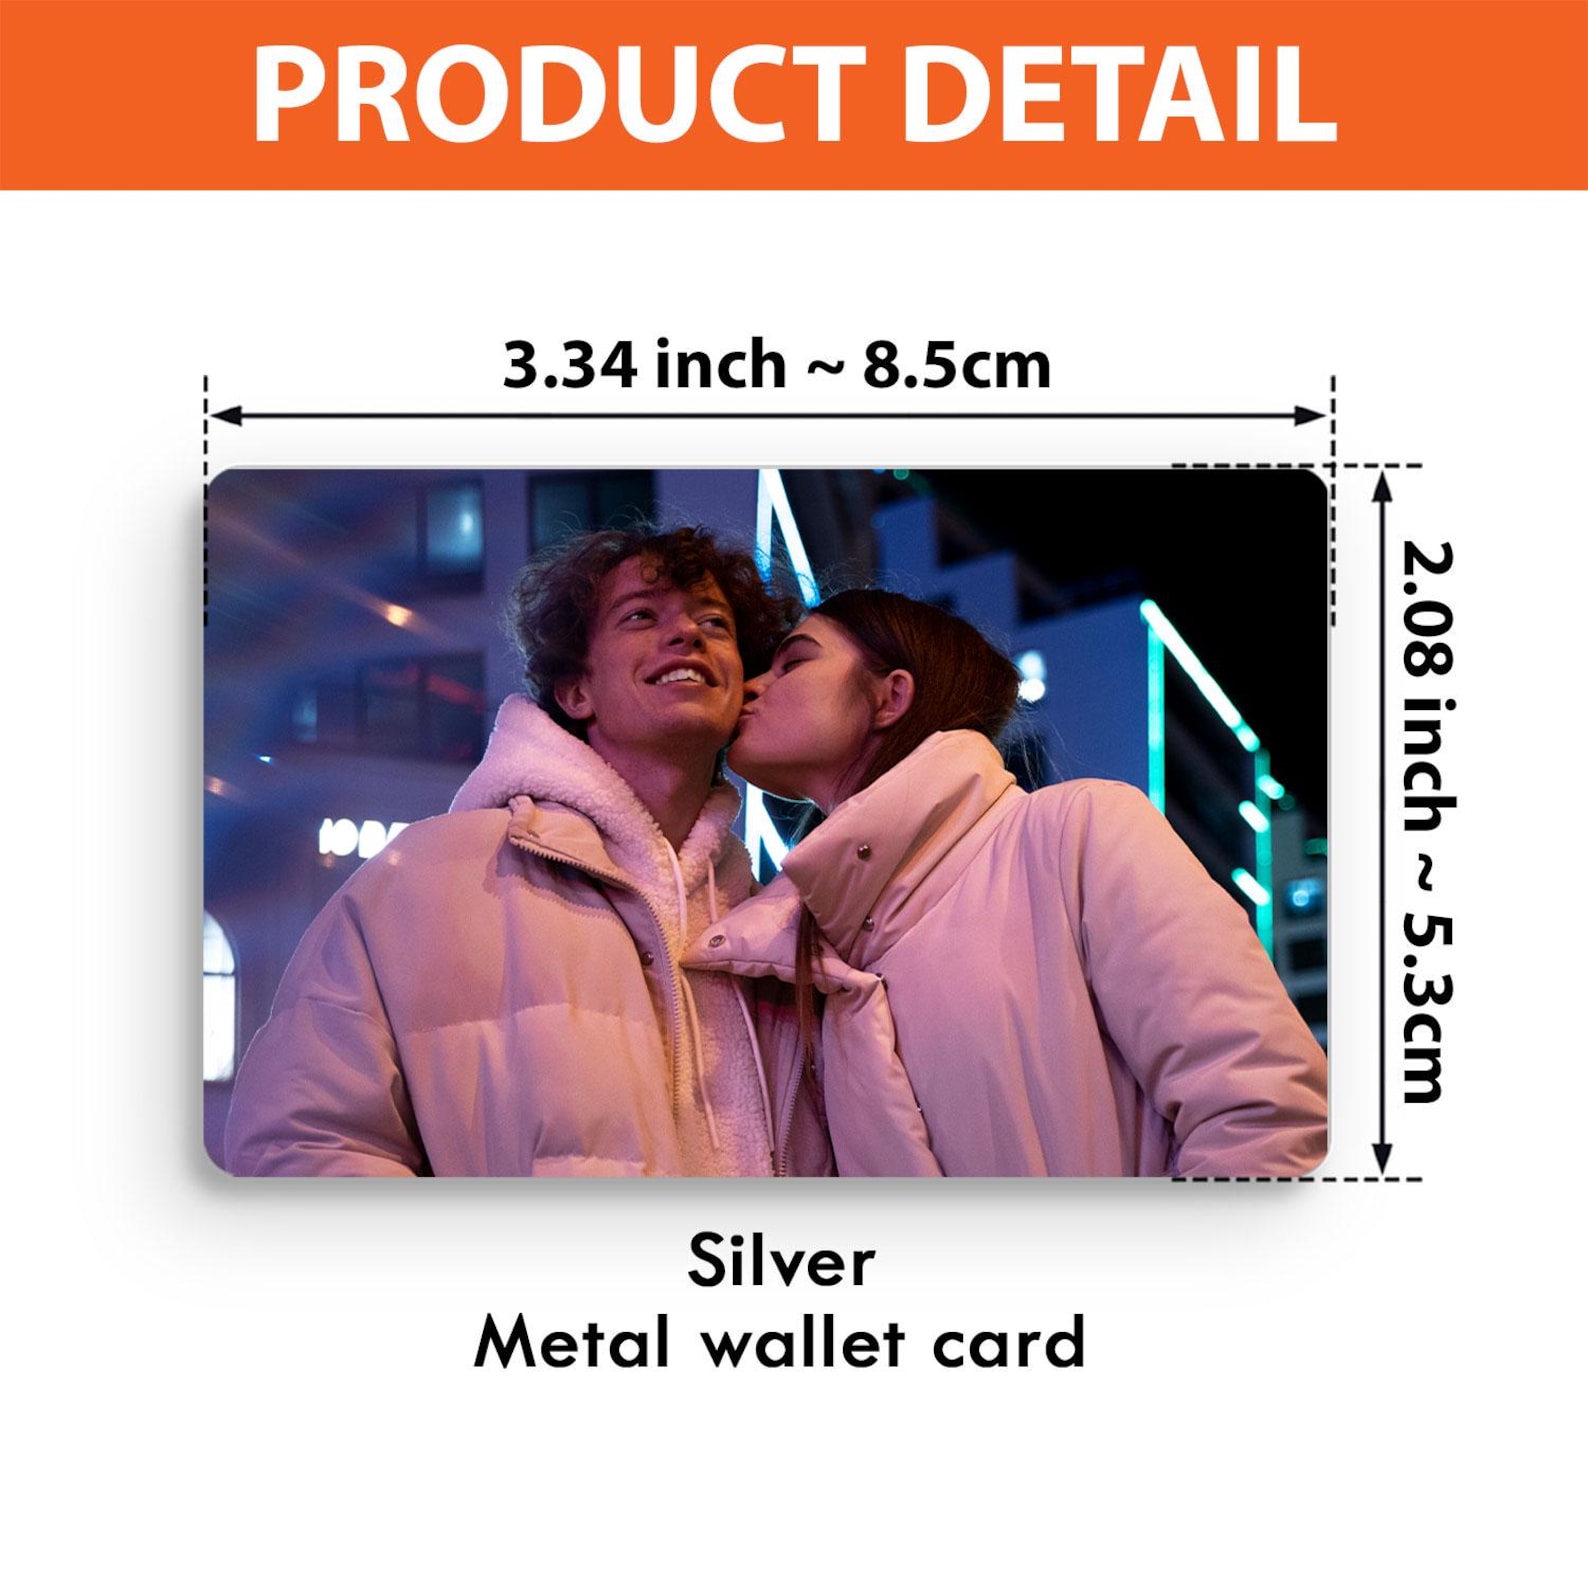 PRODUCT DETAIL
3.34 inch ~ 8.5cm
2.08 inch ~ 5.3cm
Silver
Metal wallet card